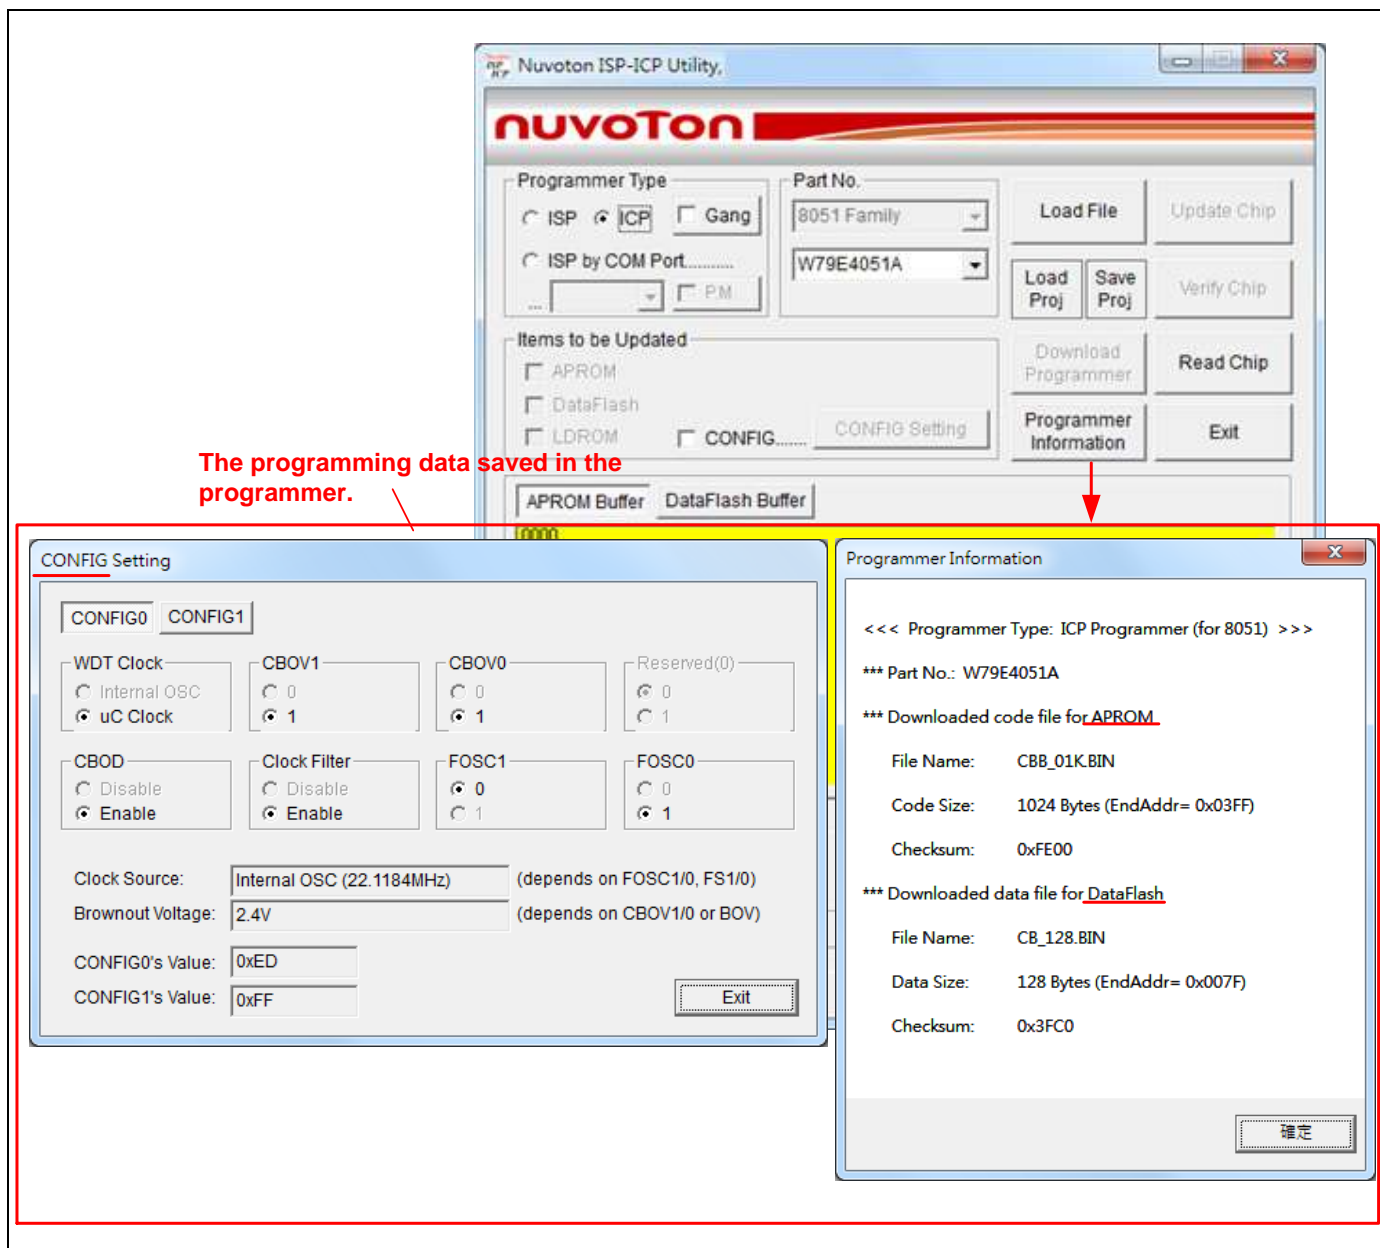 Nuvoton ISP-ICP Utility,
nuvoTon
Programmer Type
ISP ICP Gang
ISP by COM Port..........
... P.M
Part No.
8051 Family
W79E4051A
Load File
Update Chip
Load Proj
Save Proj
Verify Chip
Items to be Updated
APROM
DataFlash
LDROM
CONFIG.......
CONFIG Setting
Download Programmer
Read Chip
Programmer Information
Exit
The programming data saved in the
programmer.
APROM Buffer DataFlash Buffer
0000:
CONFIG Setting
CONFIG0 CONFIG1
WDT Clock
Internal OSC
uC Clock
CBOV1
0
1
CBOV0
0
1
Reserved(0)
0
1
CBOD
Disable
Enable
Clock Filter
Disable
Enable
FOSC1
0
1
FOSC0
0
1
Clock Source: Internal OSC (22.1184MHz) (depends on FOSC1/0, FS1/0)
Brownout Voltage: 2.4V (depends on CBOV1/0 or BOV)
CONFIG0's Value: 0xED
CONFIG1's Value: 0xFF
Exit
Programmer Information
<<< Programmer Type: ICP Programmer (for 8051) >>>
*** Part No.: W79E4051A
*** Downloaded code file for APROM
File Name: CBB_01K.BIN
Code Size: 1024 Bytes (EndAddr= 0x03FF)
Checksum: 0xFE00
*** Downloaded data file for DataFlash
File Name: CB_128.BIN
Data Size: 128 Bytes (EndAddr= 0x007F)
Checksum: 0x3FC0
確定